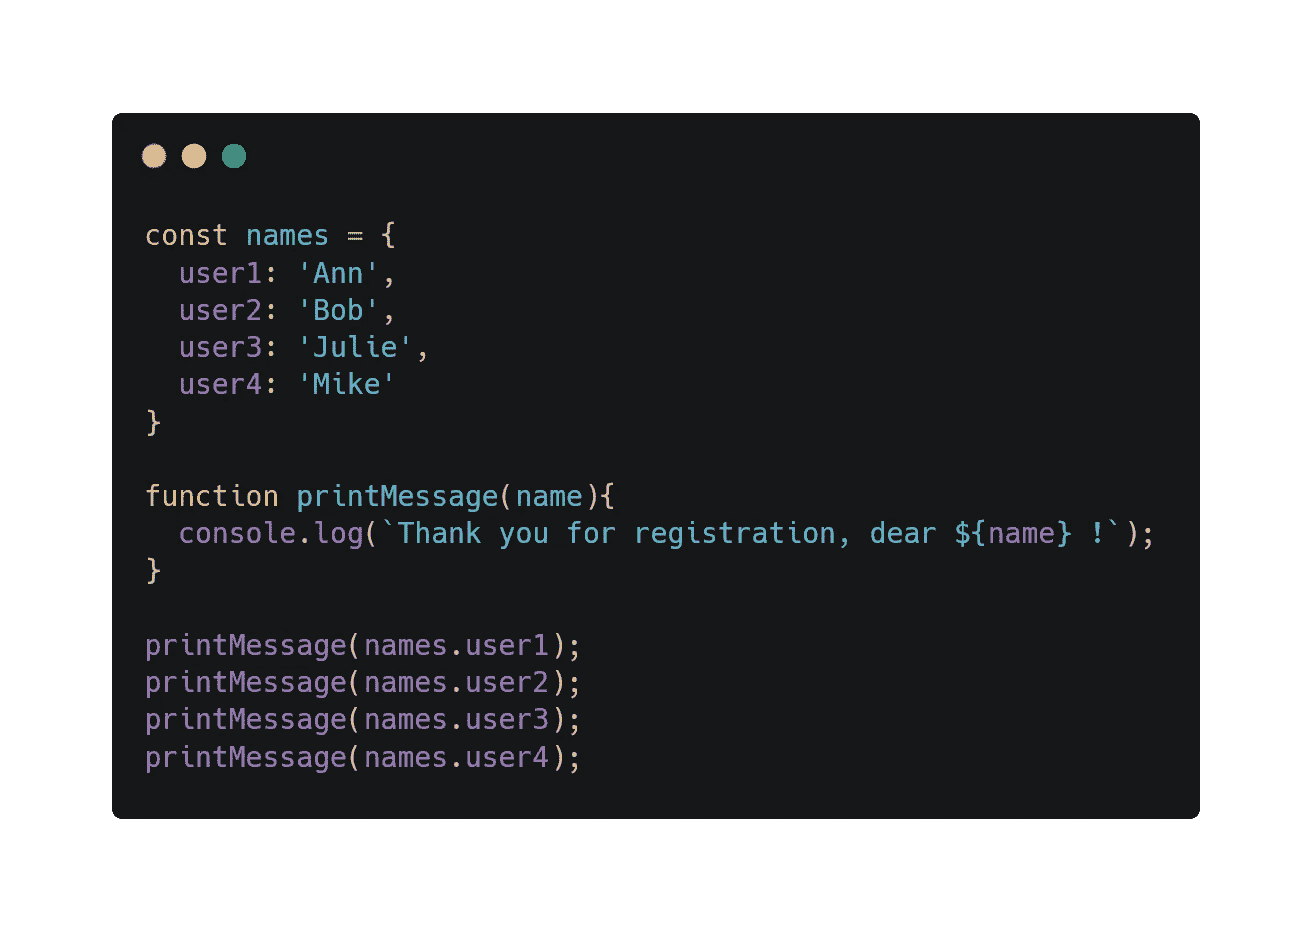 const names = {
  user1: 'Ann',
  user2: 'Bob',
  user3: 'Julie',
  user4: 'Mike'
}
function printMessage(name){
  console.log(`Thank you for registration, dear ${name} !`);
}
printMessage(names.user1);
printMessage(names.user2);
printMessage(names.user3);
printMessage(names.user4);